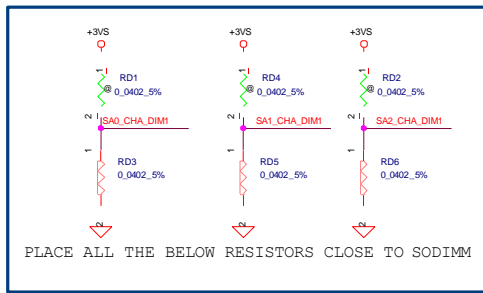 +3VS +3VS +3VS
1 1 1
RD1 RD4 RD2
@ @ @
0_0402_5% 0_0402_5% 0_0402_5%
2 2 2
SA0_CHA_DIM1 SA1_CHA_DIM1 SA2_CHA_DIM1
1 1 1
RD3 RD5 RD6
0_0402_5% 0_0402_5% 0_0402_5%
2 2 2
PLACE ALL THE BELOW RESISTORS CLOSE TO SODIMM